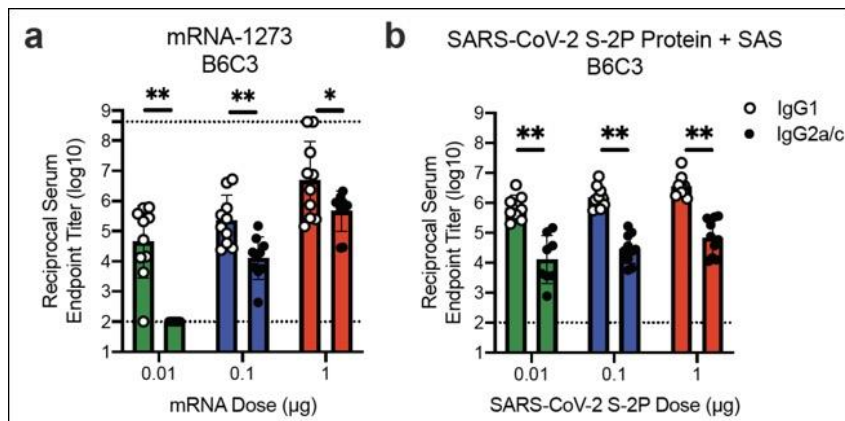 a
mRNA-1273
B6C3
Reciprocal Serum
Endpoint Titer (log10)
9
8
7
6
5
4
3
2
1
** ** *
0.01 0.1 1
mRNA Dose (µg)
b
SARS-CoV-2 S-2P Protein + SAS
B6C3
Reciprocal Serum
Endpoint Titer (log10)
9
8
7
6
5
4
3
2
1
** ** **
0.01 0.1 1
SARS-CoV-2 S-2P Dose (µg)
IgG1
IgG2a/c